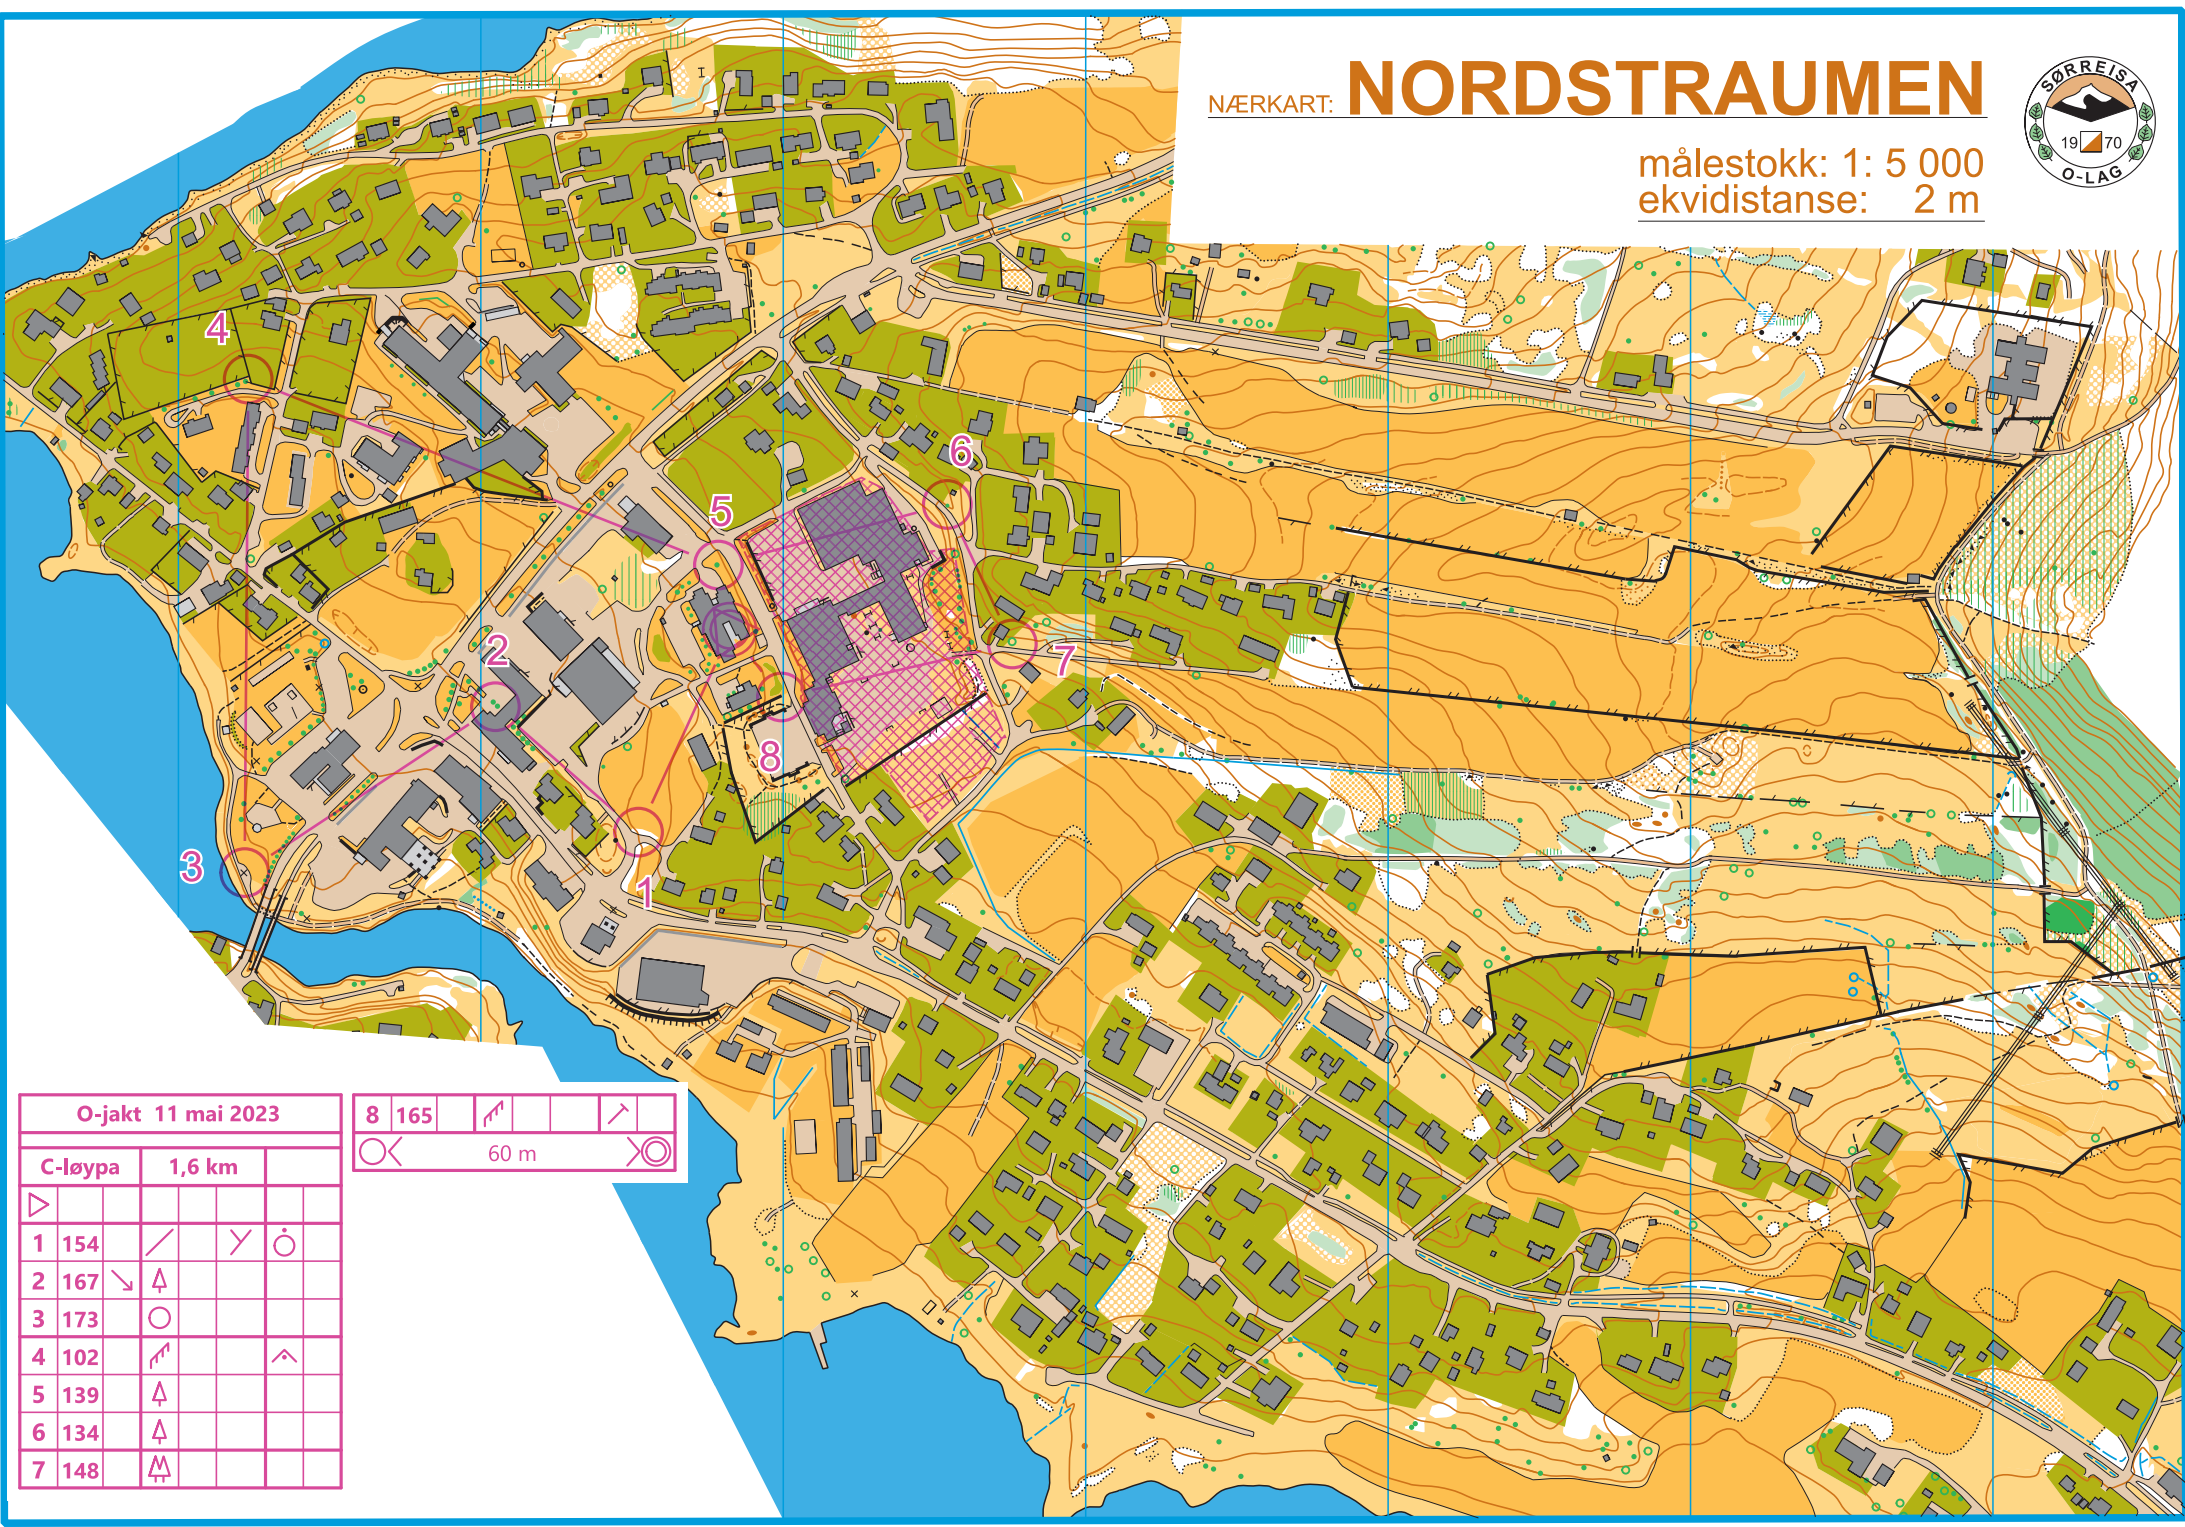 NÆRKART: NORDSTRAUMEN
målestokk: 1: 5 000
ekvidistanse: 2 m
SØRREISA
19 70
O-LAG
4
6
5
2
7
8
3
1
O-jakt 11 mai 2023
C-løypa 1,6 km
1 154
2 167
3 173
4 102
5 139
6 134
7 148
8 165
60 m